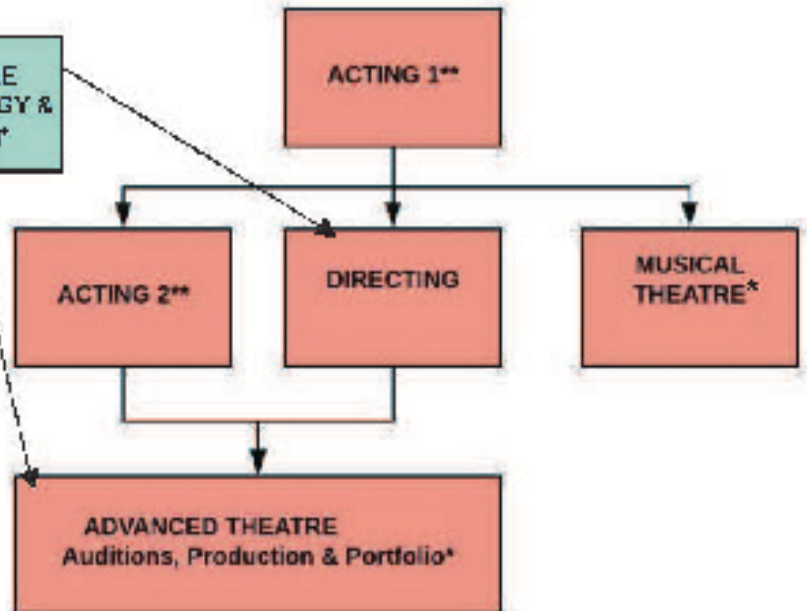 ACTING 1**
GY &
ACTING 2**
DIRECTING
MUSICAL
THEATRE*
ADVANCED THEATRE
Auditions, Production & Portfolio*